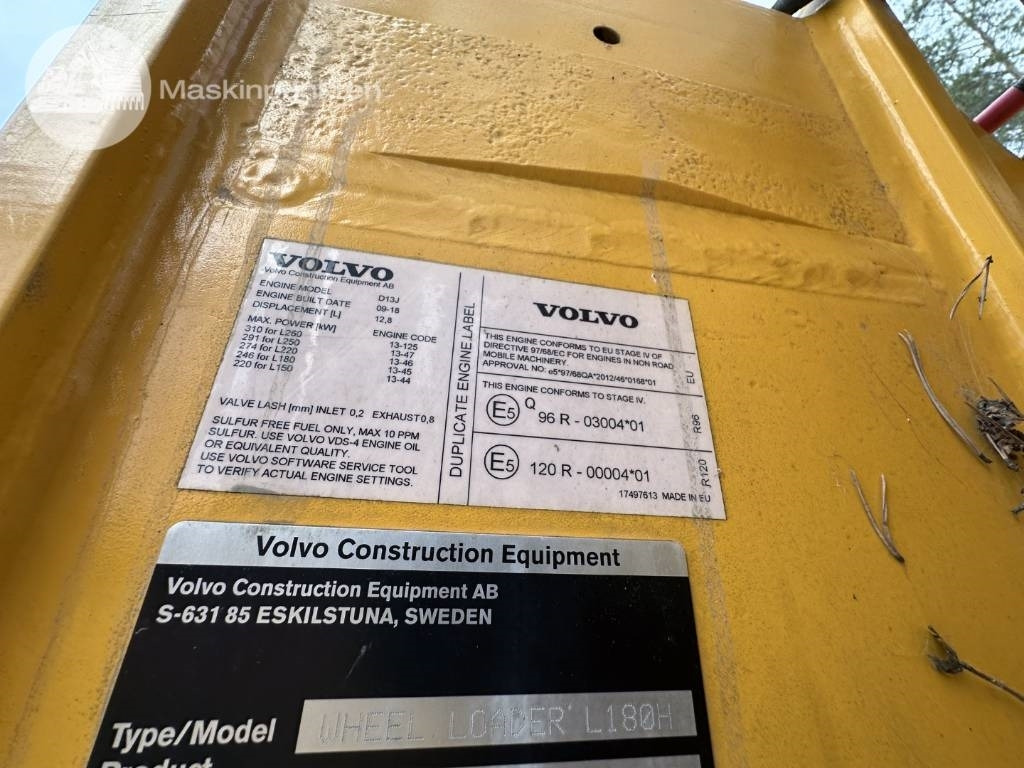 Maskinpunkten
VOLVO
Volvo Construction Equipment AB
ENGINE MODEL D13J
ENGINE BUILT DATE 09-18
DISPLACEMENT [L] 12,8
MAX. POWER [kW] ENGINE CODE
310 for L260 13-125
291 for L250 13-47
274 for L220 13-46
246 for L180 13-45
220 for L150 13-44
VALVE LASH [mm] INLET 0,2 EXHAUST 0,8
SULFUR FREE FUEL ONLY, MAX 10 PPM
SULFUR. USE VOLVO VDS-4 ENGINE OIL
OR EQUIVALENT QUALITY.
USE VOLVO SOFTWARE SERVICE TOOL
TO VERIFY ACTUAL ENGINE SETTINGS.
DUPLICATE ENGINE LABEL
VOLVO
THIS ENGINE CONFORMS TO EU STAGE IV OF
DIRECTIVE 97/68/EC FOR ENGINES IN NON ROAD
MOBILE MACHINERY.
APPROVAL NO: e5*97/68QA*2012/46*0168*01
EU
THIS ENGINE CONFORMS TO STAGE IV.
E5 Q 96 R - 03004*01
R96
E5 120 R - 00004*01
R120
17497613 MADE IN EU
Volvo Construction Equipment
Volvo Construction Equipment AB
S-631 85 ESKILSTUNA, SWEDEN
Type/Model WHEEL LOADER L180H
Product